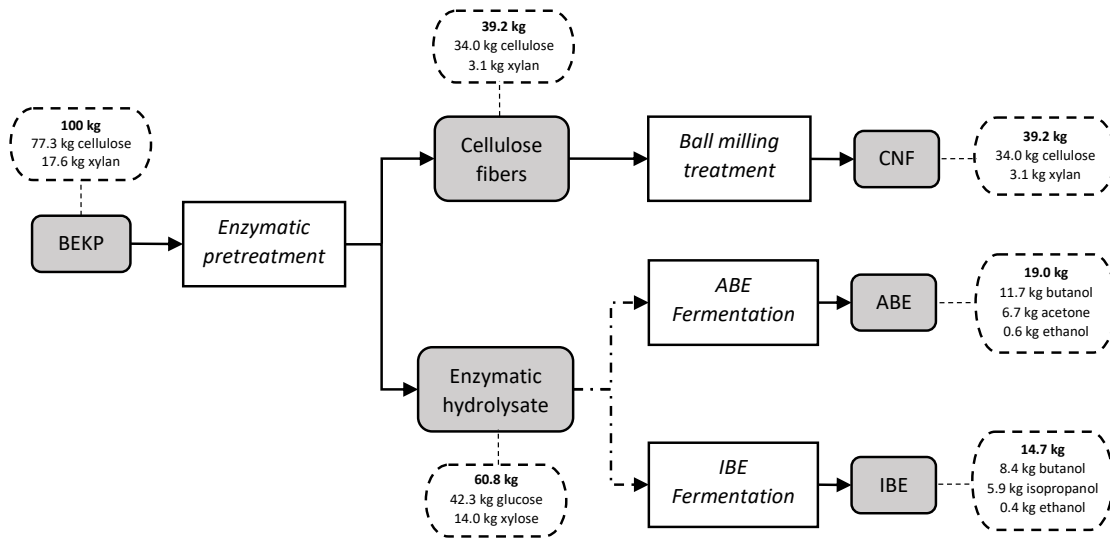 39.2 kg
34.0 kg cellulose
3.1 kg xylan
100 kg
77.3 kg cellulose
17.6 kg xylan
BEKP
Enzymatic
pretreatment
Cellulose
fibers
Ball milling
treatment
CNF
39.2 kg
34.0 kg cellulose
3.1 kg xylan
ABE
Fermentation
ABE
19.0 kg
11.7 kg butanol
6.7 kg acetone
0.6 kg ethanol
Enzymatic
hydrolysate
60.8 kg
42.3 kg glucose
14.0 kg xylose
IBE
Fermentation
IBE
14.7 kg
8.4 kg butanol
5.9 kg isopropanol
0.4 kg ethanol